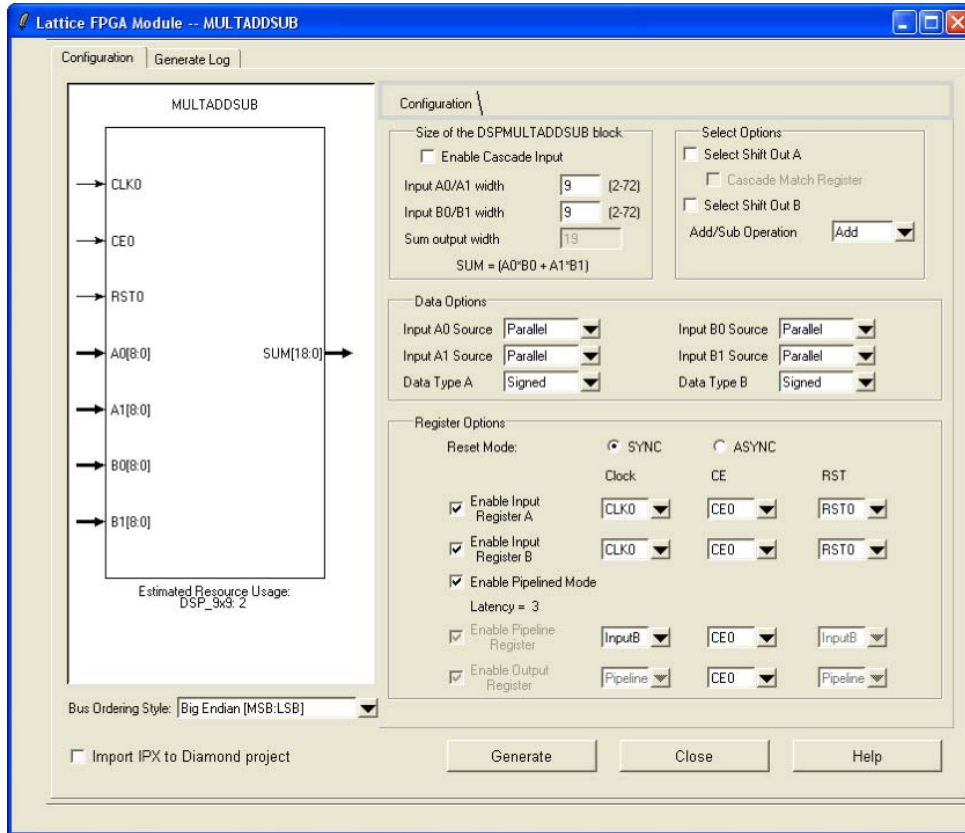 Lattice FPGA Module -- MULTADDSUB
Configuration
Generate Log
MULTADDSUB
CLK0
CE0
RST0
A0[8:0]
SUM[18:0]
A1[8:0]
B0[8:0]
B1[8:0]
Estimated Resource Usage:
DSP_9x9: 2
Bus Ordering Style: Big Endian [MSB:LSB]
Import IPX to Diamond project
Configuration
Size of the DSPMULTADDSUB block
Enable Cascade Input
Input A0/A1 width 9 (2-72)
Input B0/B1 width 9 (2-72)
Sum output width 19
SUM = (A0*B0 + A1*B1)
Select Options
Select Shift Out A
Cascade Match Register
Select Shift Out B
Add/Sub Operation Add
Data Options
Input A0 Source Parallel Input B0 Source Parallel
Input A1 Source Parallel Input B1 Source Parallel
Data Type A Signed Data Type B Signed
Register Options
Reset Mode: SYNC ASYNC
Clock CE RST
Enable Input
Register A CLK0 CE0 RST0
Enable Input
Register B CLK0 CE0 RST0
Enable Pipelined Mode
Latency = 3
Enable Pipeline
Register InputB CE0 InputB
Enable Output
Register Pipeline CE0 Pipeline
Generate Close Help